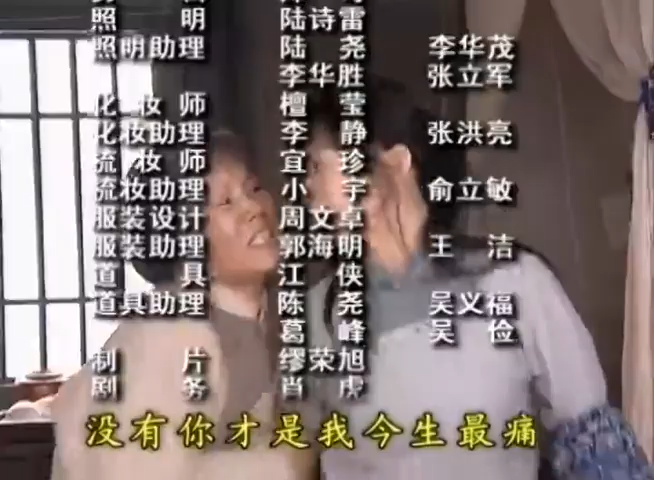 照明 陆诗雷
照明助理 陆尧 李华茂
李华胜 张立军
化妆师 檀莹
化妆助理 李静 张洪亮
流妆师 宜珍
流妆助理 小宇 俞立敏
服装设计 周文卓
服装助理 郭海明 王洁
道具 江侠
道具助理 陈尧 吴义福
葛峰 吴俭
制片 缪荣旭
剧务 肖虎
没有你才是我今生最痛